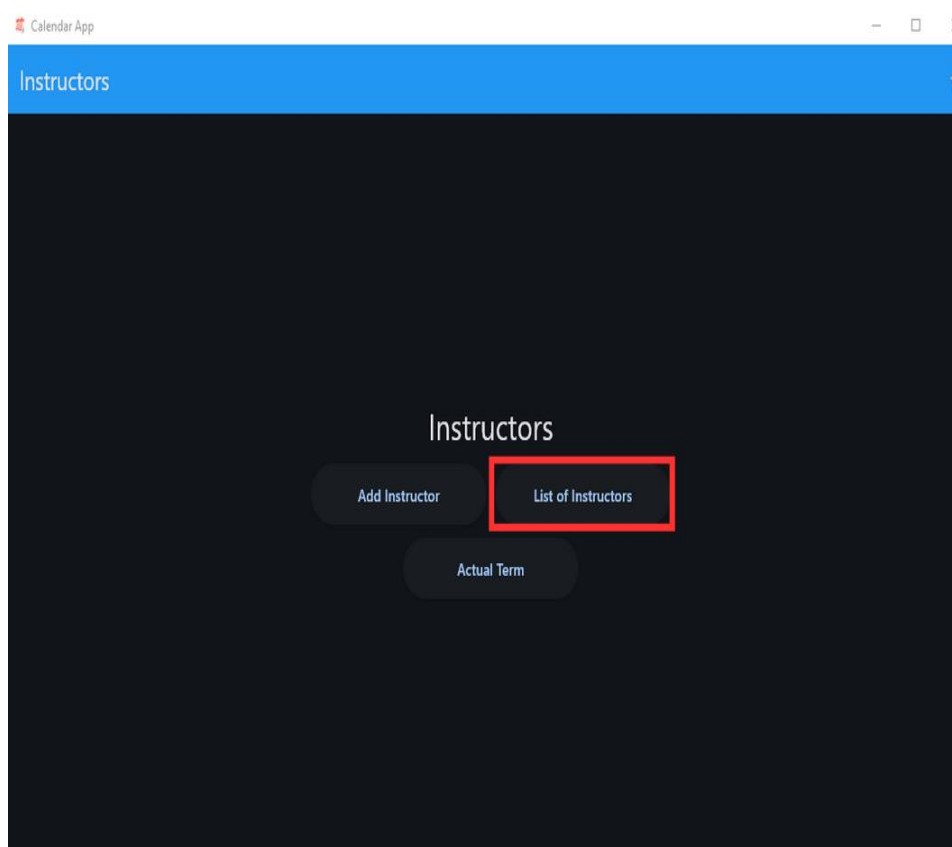 Calendar App
Instructors
Instructors
Add Instructor
List of Instructors
Actual Term